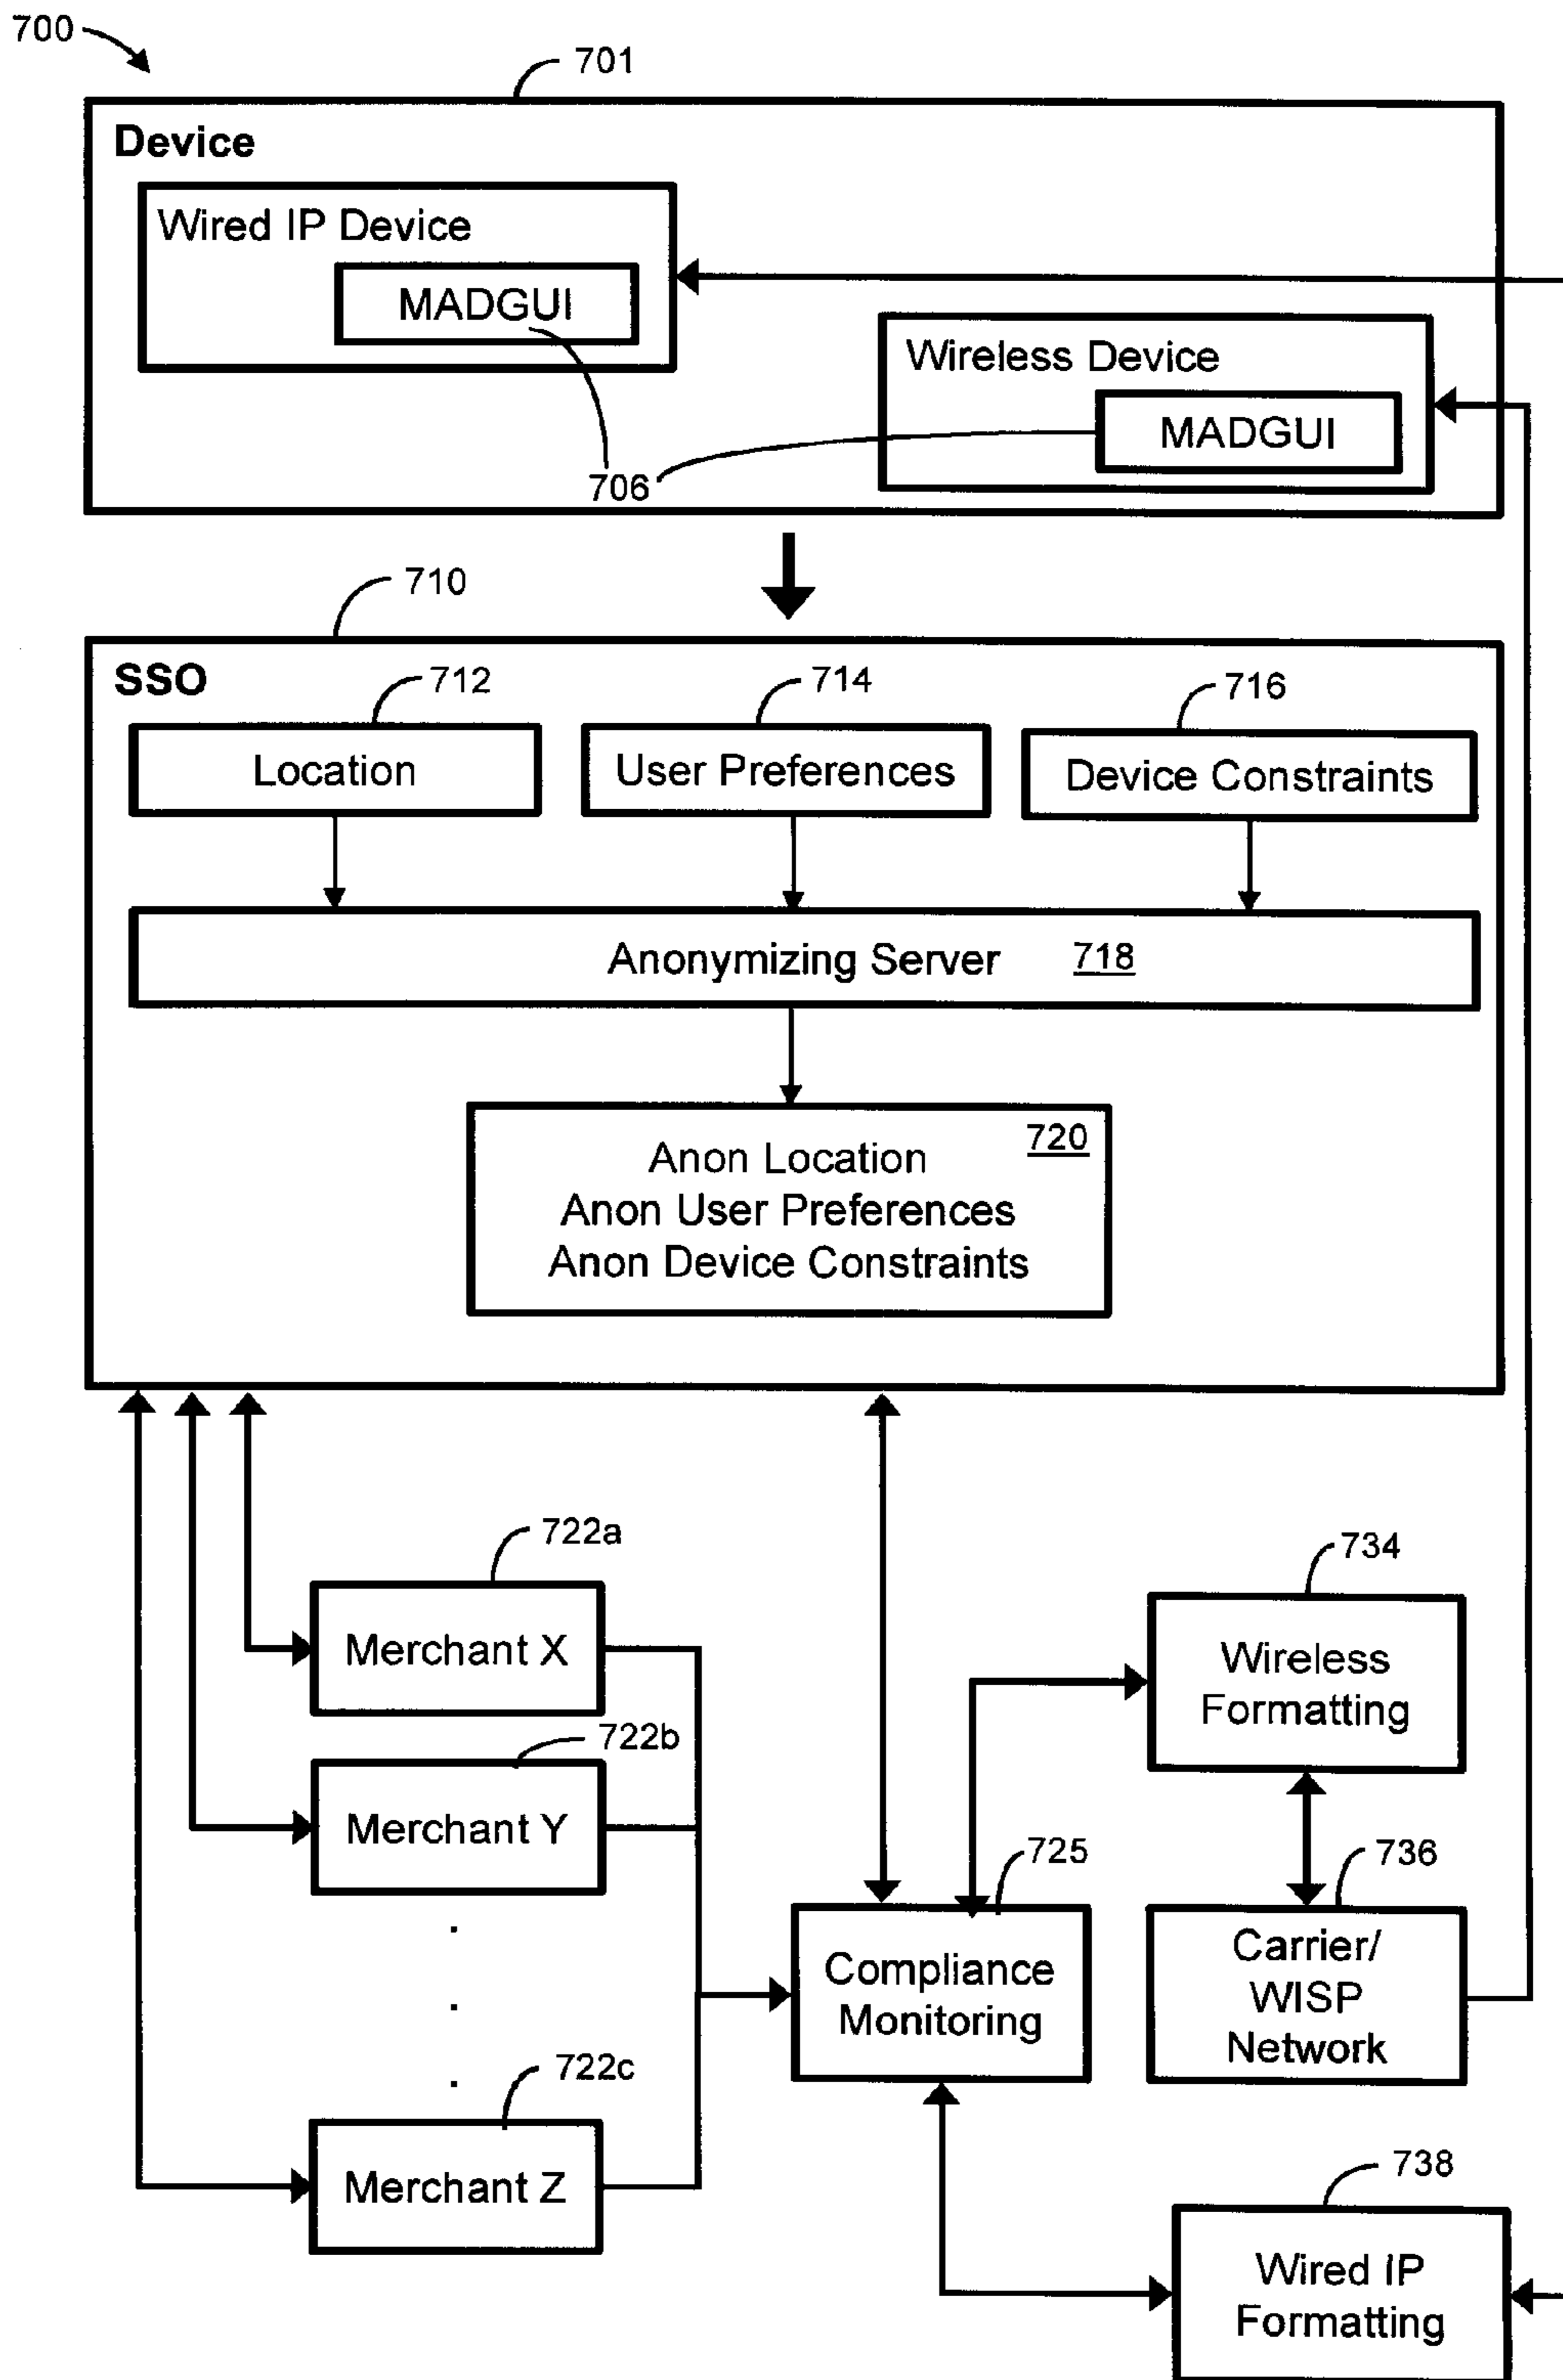 700
701
Device
Wired IP Device
MADGUI
Wireless Device
MADGUI
706
710
SSO
712
714
716
Location
User Preferences
Device Constraints
Anonymizing Server 718
720
Anon Location
Anon User Preferences
Anon Device Constraints
722a
734
Merchant X
Wireless
Formatting
722b
Merchant Y
725
736
Compliance
Monitoring
Carrier/
WISP
Network
722c
Merchant Z
738
Wired IP
Formatting